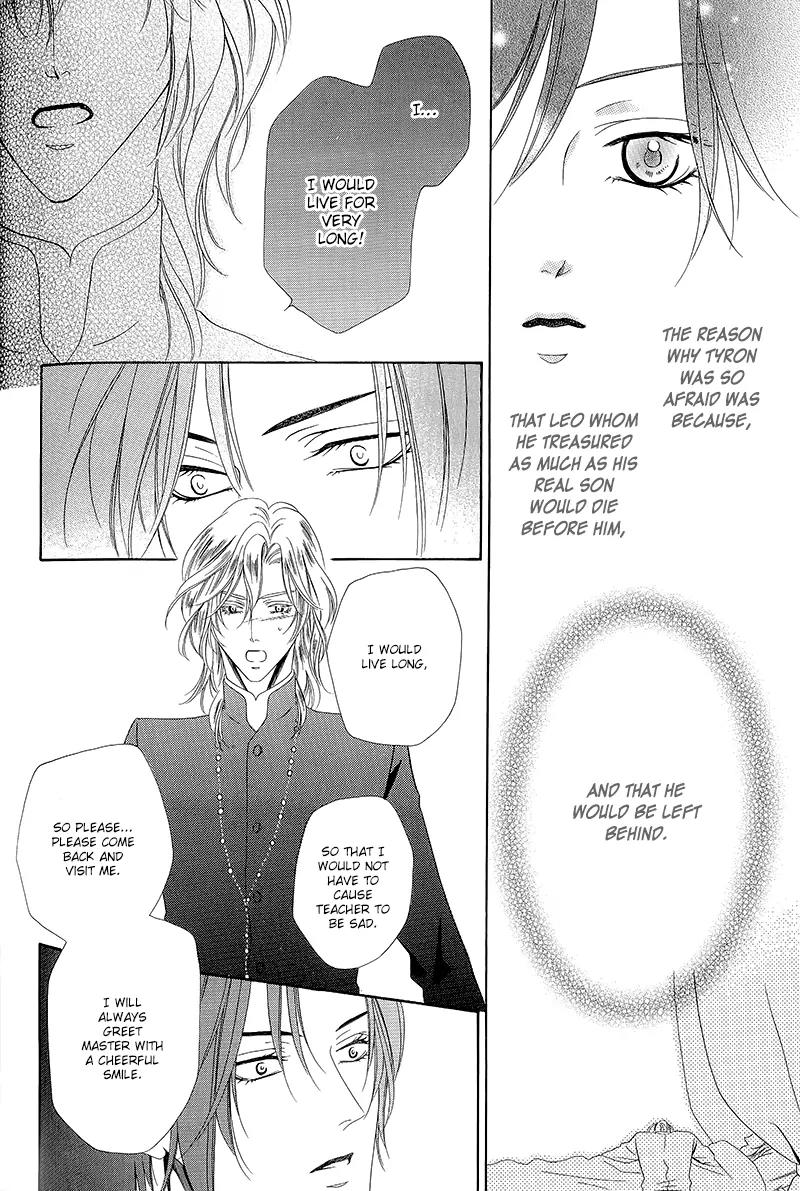 THE REASON
WHY TYRON
WAS SO
AFRAID WAS
BECAUSE,
THAT LEO WHOM
HE TREASURED
AS MUCH AS HIS
REAL SON
WOULD DIE
BEFORE HIM,
AND THAT HE
WOULD BE LEFT
BEHIND.
I...
I WOULD
LIVE FOR
VERY
LONG!
I WOULD
LIVE LONG,
SO THAT I
WOULD NOT
HAVE TO
CAUSE
TEACHER TO
BE SAD.
SO PLEASE...
PLEASE COME
BACK AND
VISIT ME.
I WILL
ALWAYS
GREET
MASTER WITH
A CHEERFUL
SMILE.